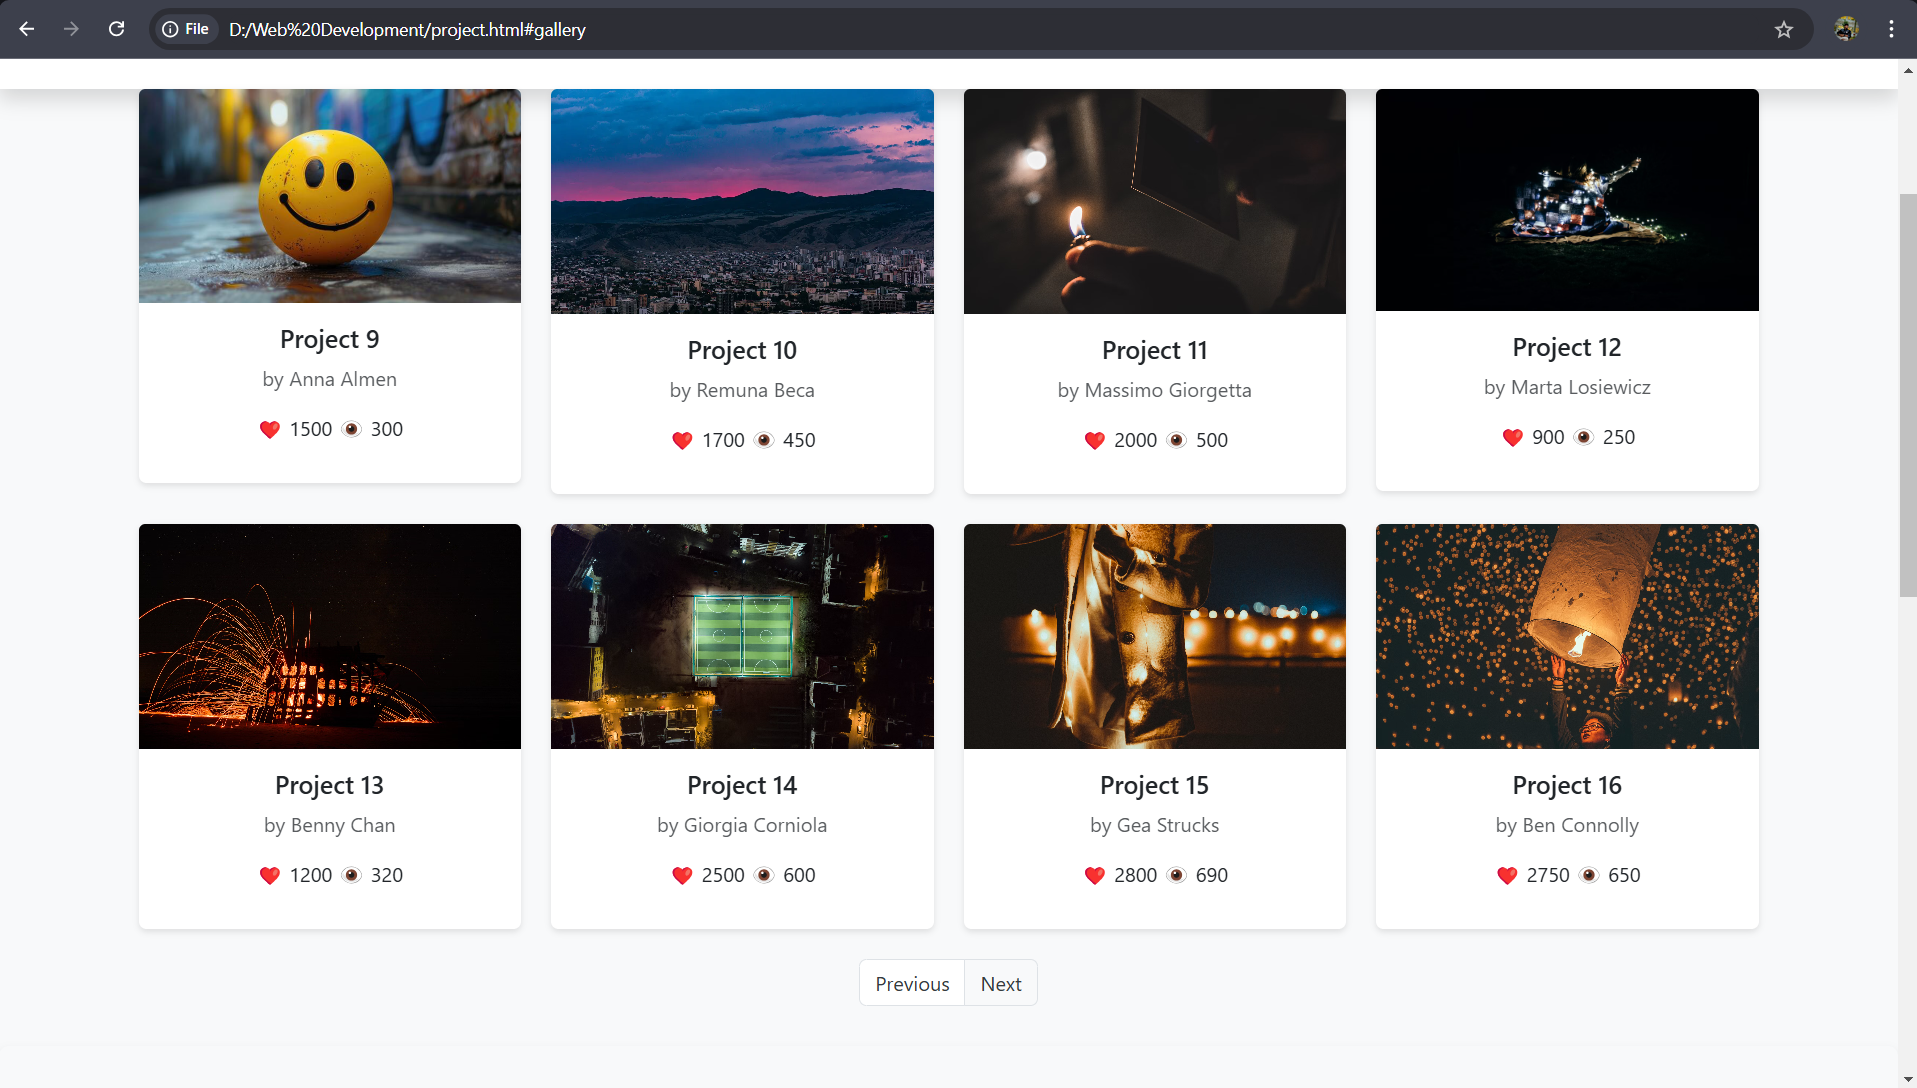 File D:/Web%20Development/project.html#gallery
Project 9
by Anna Almen
❤️ 1500 👁️ 300
Project 10
by Remuna Beca
❤️ 1700 👁️ 450
Project 11
by Massimo Giorgetta
❤️ 2000 👁️ 500
Project 12
by Marta Losiewicz
❤️ 900 👁️ 250
Project 13
by Benny Chan
❤️ 1200 👁️ 320
Project 14
by Giorgia Corniola
❤️ 2500 👁️ 600
Project 15
by Gea Strucks
❤️ 2800 👁️ 690
Project 16
by Ben Connolly
❤️ 2750 👁️ 650
Previous Next